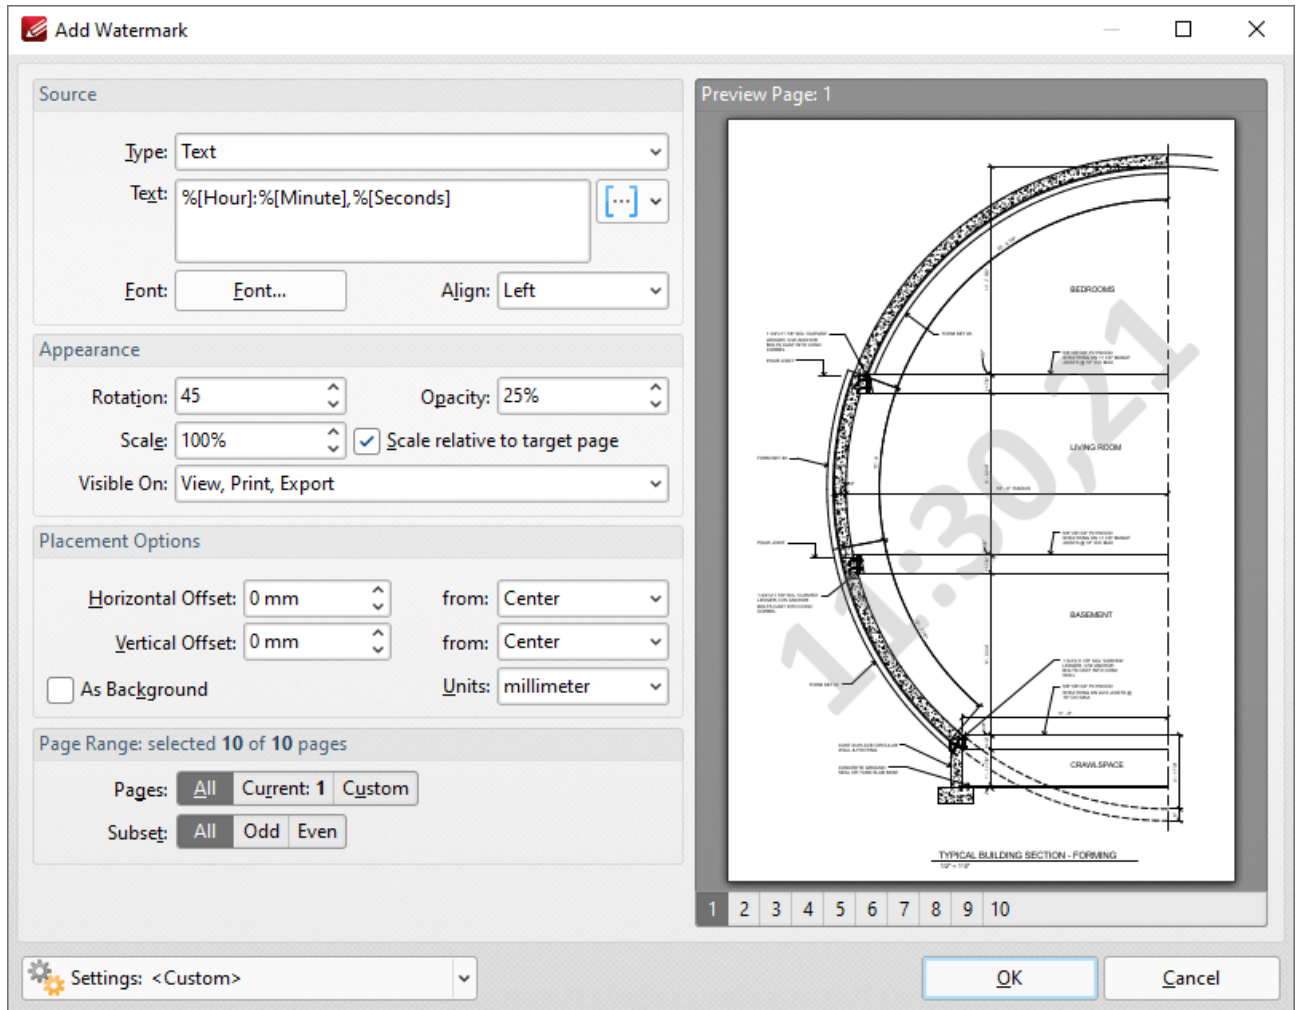 Add Watermark
Source
Type: Text
Text: %[Hour]:%[Minute],%[Seconds]
Font: Font... Align: Left
Appearance
Rotation: 45 Opacity: 25%
Scale: 100% Scale relative to target page
Visible On: View, Print, Export
Placement Options
Horizontal Offset: 0 mm from: Center
Vertical Offset: 0 mm from: Center
As Background Units: millimeter
Page Range: selected 10 of 10 pages
Pages: All Current: 1 Custom
Subset: All Odd Even
Preview Page: 1
BEDROOMS
LIVING ROOM
BASEMENT
CRAWLSPACE
11:30,21
TYPICAL BUILDING SECTION - FORMING
1 2 3 4 5 6 7 8 9 10
Settings: <Custom>
OK Cancel